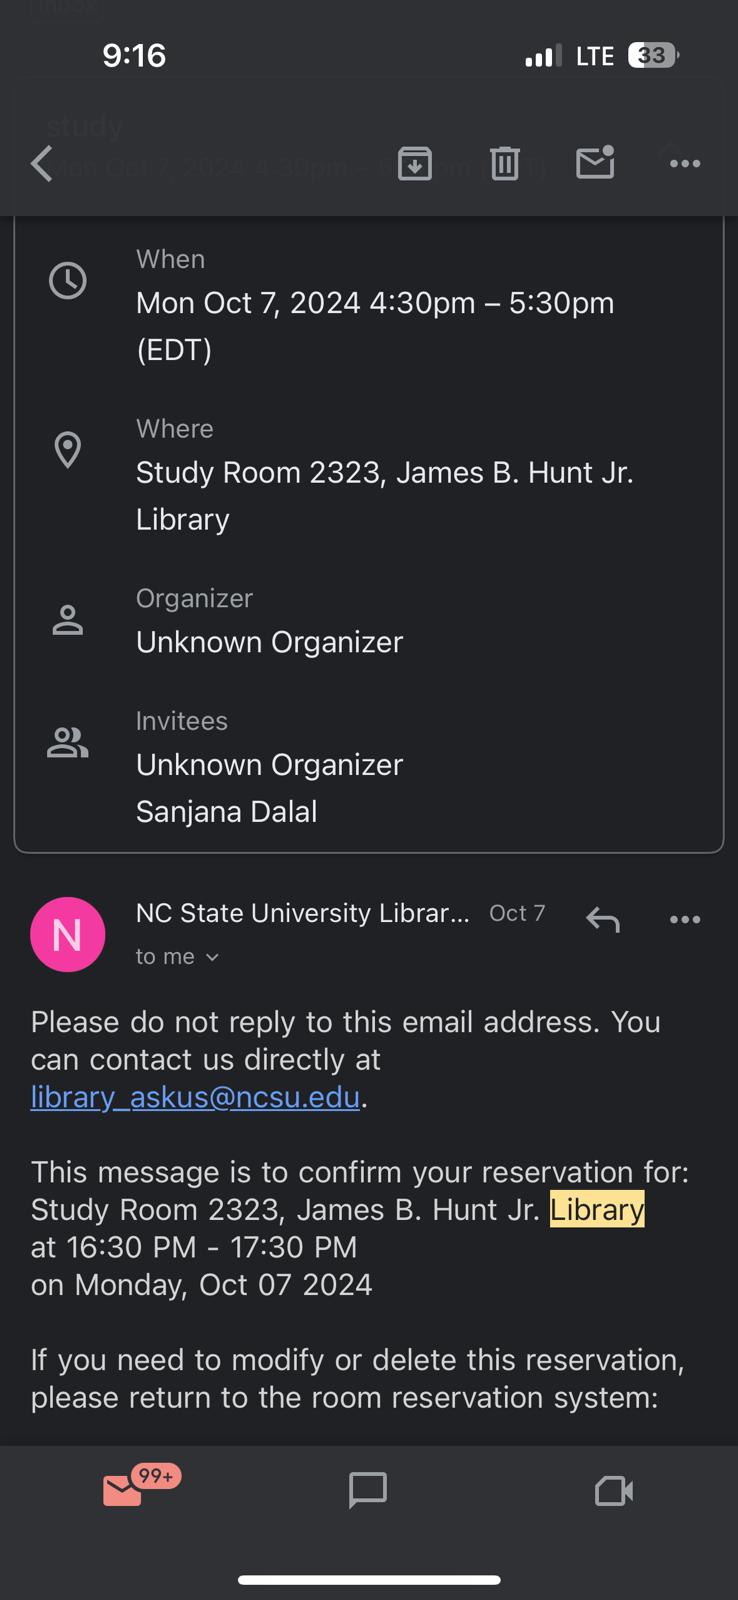 Inbox
9:16 LTE 33
study
Mon Oct 7, 2024 4:30pm – 5:30pm (EDT)
When
Mon Oct 7, 2024 4:30pm – 5:30pm
(EDT)
Where
Study Room 2323, James B. Hunt Jr.
Library
Organizer
Unknown Organizer
Invitees
Unknown Organizer
Sanjana Dalal
N
NC State University Librar... Oct 7
to me
Please do not reply to this email address. You
can contact us directly at
library_askus@ncsu.edu.
This message is to confirm your reservation for:
Study Room 2323, James B. Hunt Jr. Library
at 16:30 PM - 17:30 PM
on Monday, Oct 07 2024
If you need to modify or delete this reservation,
please return to the room reservation system:
99+